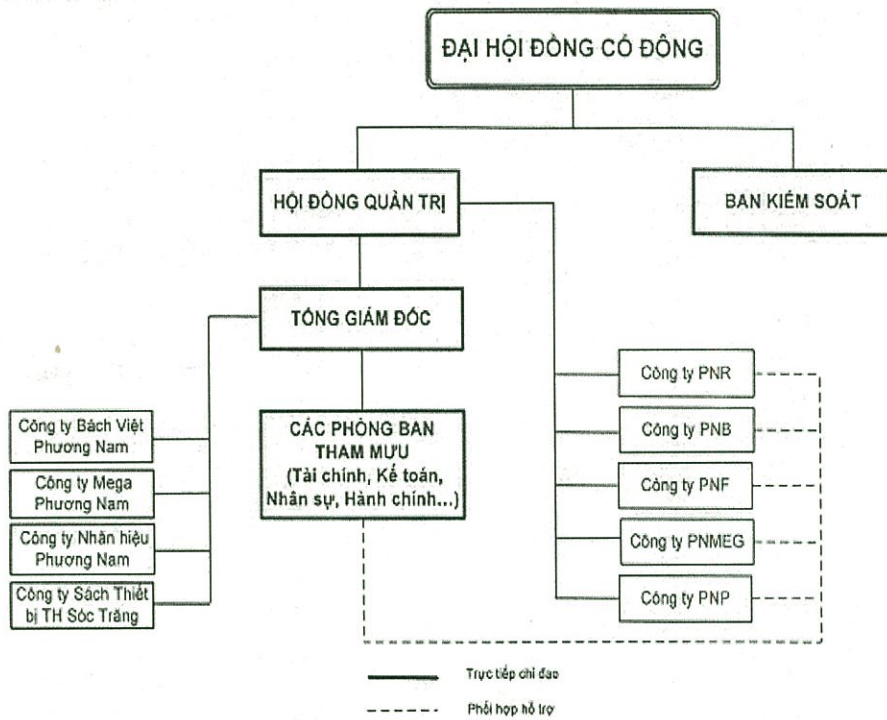 ĐẠI HỘI ĐỒNG CỔ ĐÔNG
HỘI ĐỒNG QUẢN TRỊ
BAN KIỂM SOÁT
TỔNG GIÁM ĐỐC
Công ty Bách Việt
Phương Nam
Công ty Mega
Phương Nam
Công ty Nhãn hiệu
Phương Nam
Công ty Sách Thiết
bị TH Sóc Trăng
CÁC PHÒNG BAN
THAM MƯU
(Tài chính, Kế toán,
Nhân sự, Hành chính...)
Công ty PNR
Công ty PNB
Công ty PNF
Công ty PNMEG
Công ty PNP
Trực tiếp chỉ đạo
Phối hợp hỗ trợ